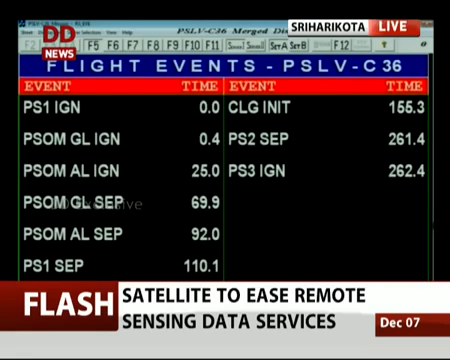 PSLV-C36 Merged Di
SRIHARIKOTA LIVE
DD NEWS
F5 F6 F7 F8 F9 F10 F11 F12
FLIGHT EVENTS - PSLV-C36
EVENT TIME EVENT TIME
PS1 IGN 0.0 CLG INIT 155.3
PSOM GL IGN 0.4 PS2 SEP 261.4
PSOM AL IGN 25.0 PS3 IGN 262.4
PSOM GL SEP 69.9
PSOM AL SEP 92.0
PS1 SEP 110.1
FLASH SATELLITE TO EASE REMOTE
SENSING DATA SERVICES
Dec 07